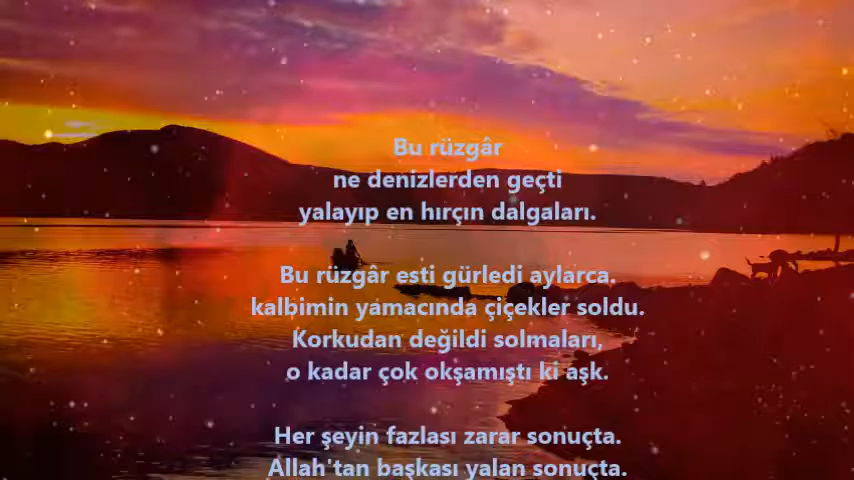 Bu rüzgâr
ne denizlerden geçti
yalayıp en hırçın dalgaları.
Bu rüzgâr esti gürledi aylarca.
kalbimin yamacında çiçekler soldu.
Korkudan değildi solmaları,
o kadar çok okşamıştı ki aşk.
Her şeyin fazlası zarar sonuçta.
Allah'tan başkası yalan sonuçta.